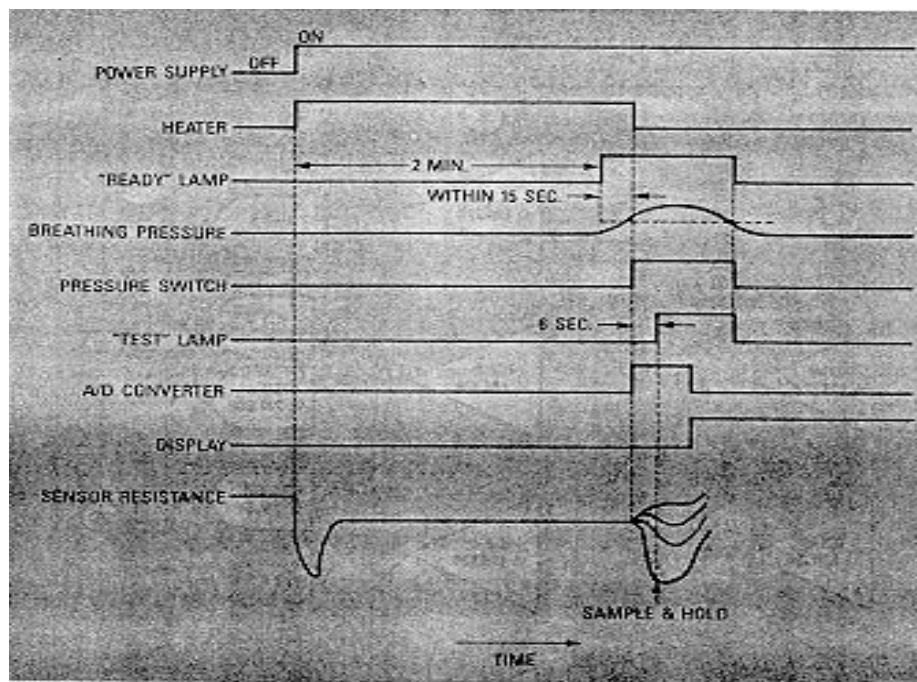 ON
OFF
POWER SUPPLY
HEATER
2 MIN.
"READY" LAMP
WITHIN 15 SEC.
BREATHING PRESSURE
PRESSURE SWITCH
6 SEC.
"TEST" LAMP
A/D CONVERTER
DISPLAY
SENSOR RESISTANCE
SAMPLE & HOLD
TIME